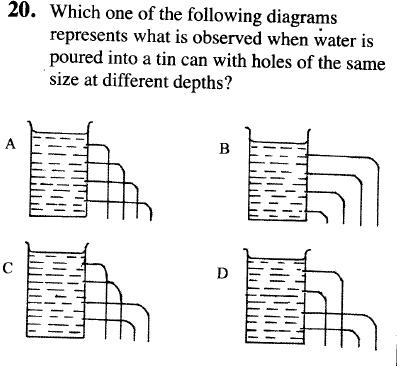 20. Which one of the following diagrams
represents what is observed when water is
poured into a tin can with holes of the same
size at different depths?
A
B
C
D